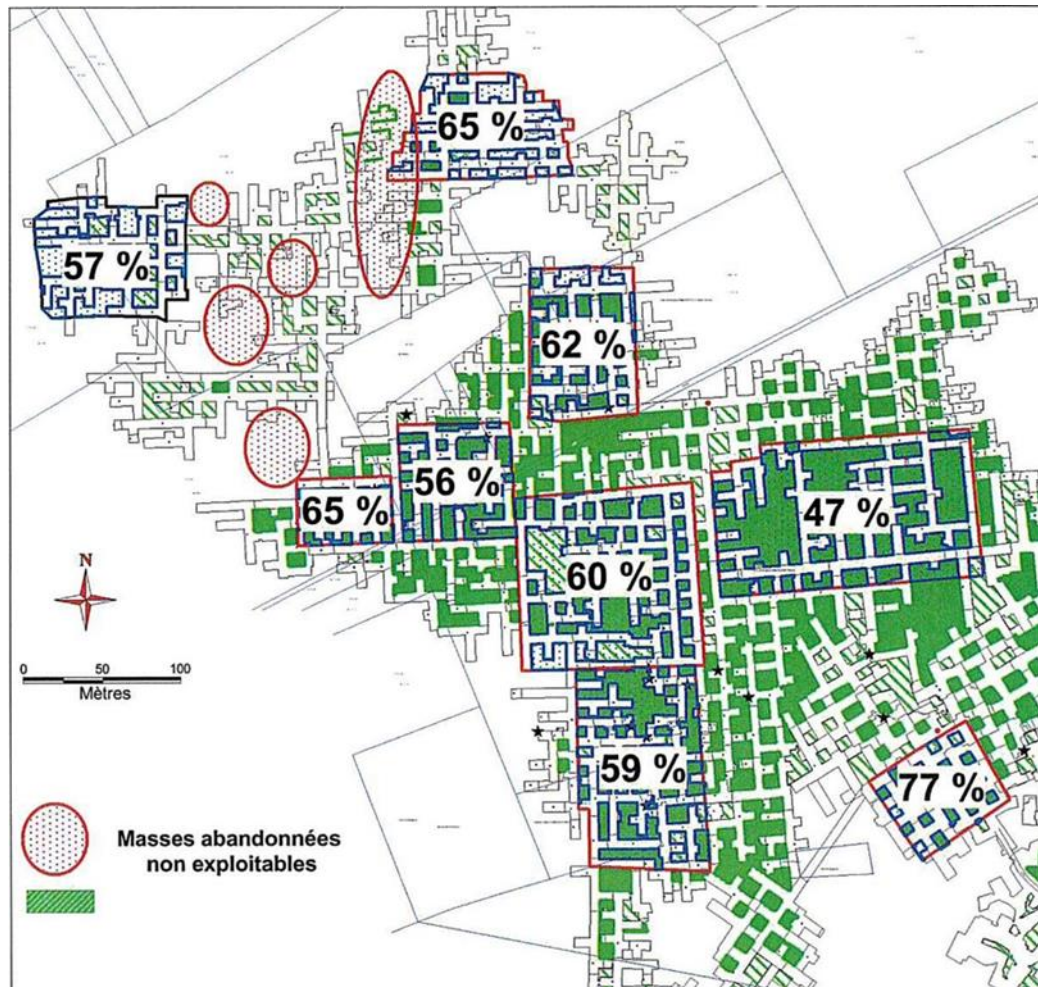 65 %
57 %
62 %
56 %
65 %
47 %
60 %
N
0 50 100
Mètres
59 %
77 %
Masses abandonnées
non exploitables